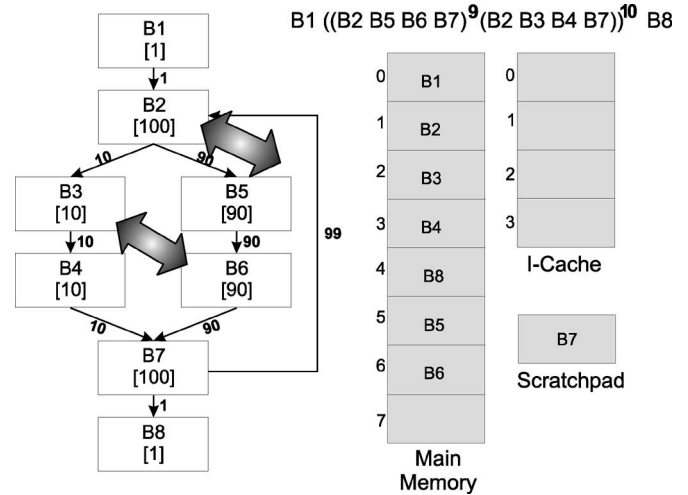 B1 ((B2 B5 B6 B7)9(B2 B3 B4 B7))10 B8
B1
[1]
1
B2
[100]
10
90
B3
[10]
B5
[90]
10
90
99
B4
[10]
B6
[90]
10
90
B7
[100]
1
B8
[1]
0
B1
1
B2
2
B3
3
B4
4
B8
5
B5
6
B6
7
Main
Memory
0
1
2
3
I-Cache
B7
Scratchpad